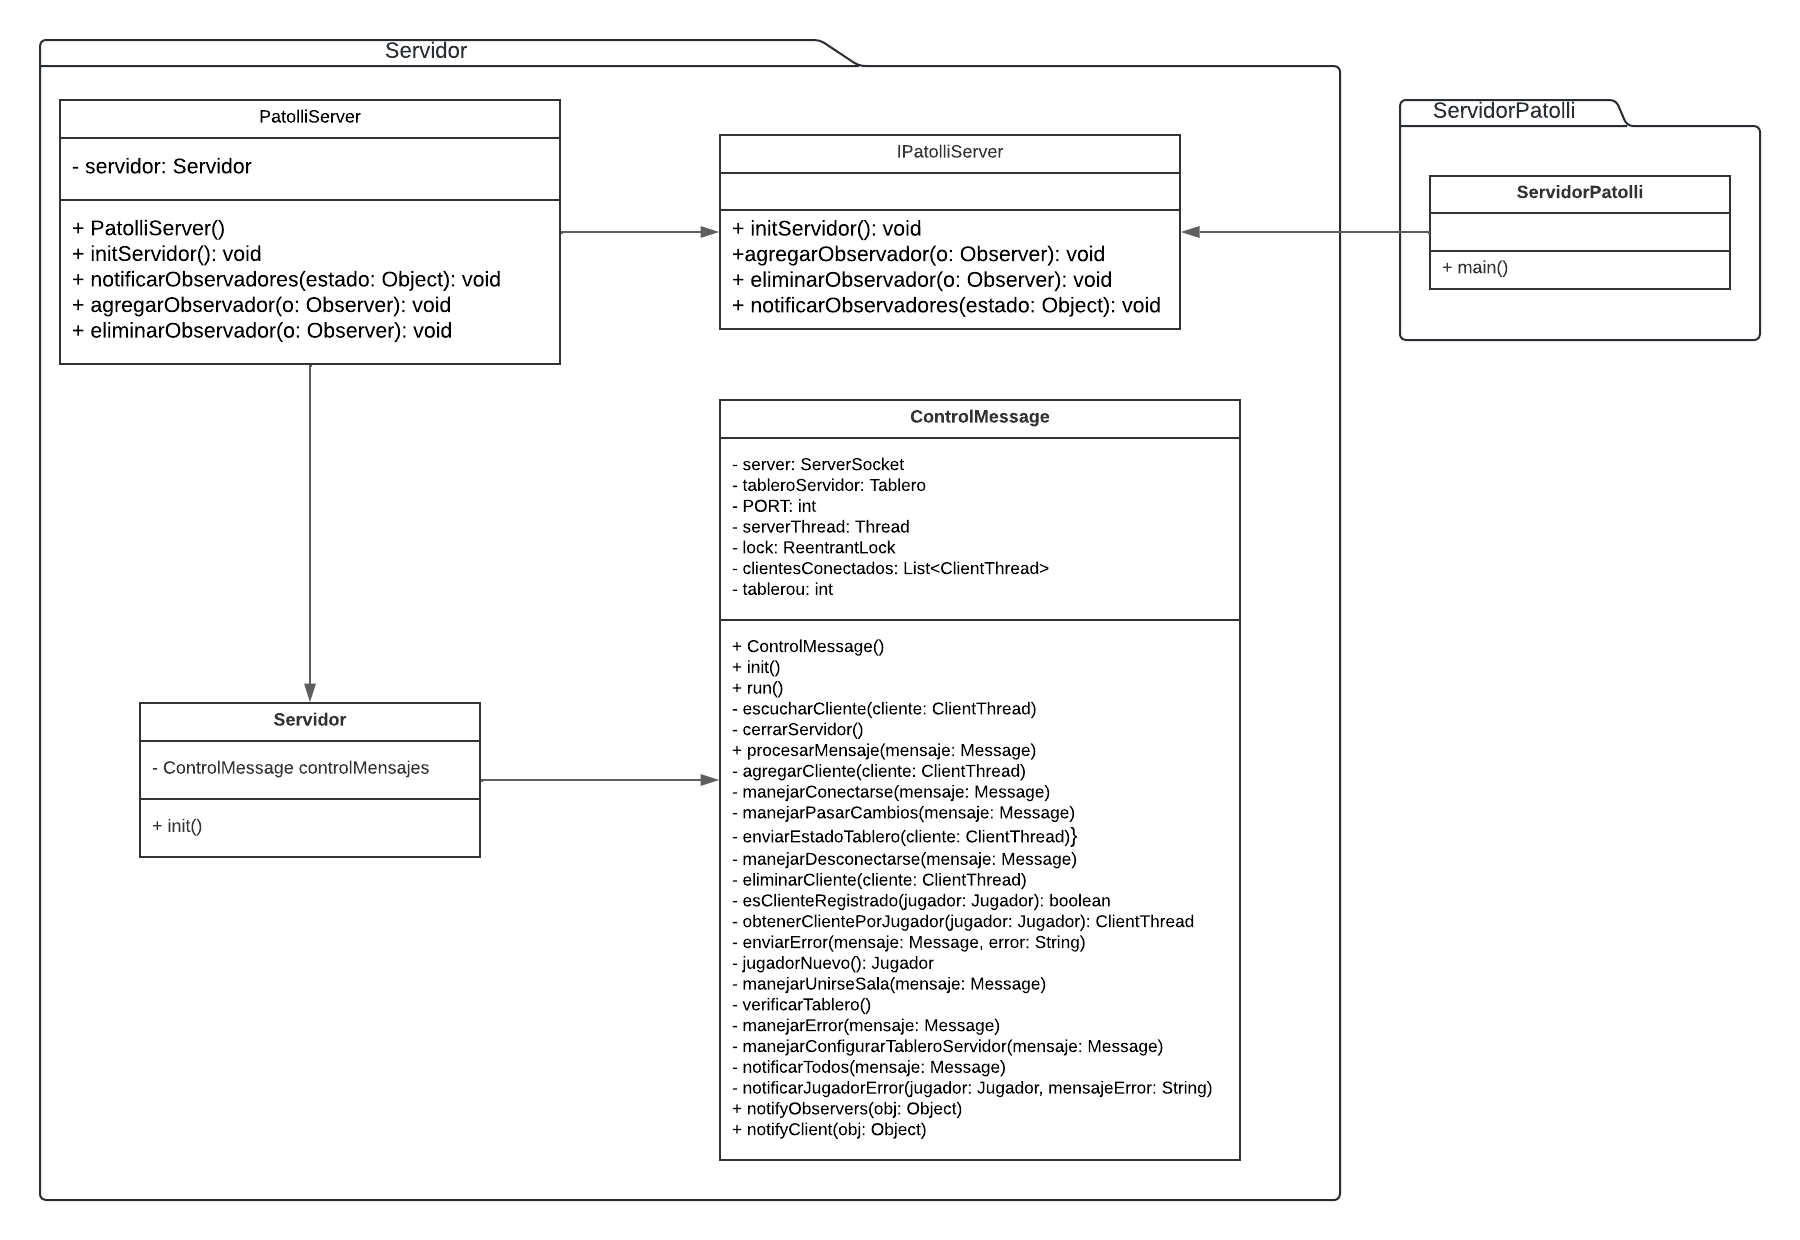 Servidor
PatolliServer
- servidor: Servidor
+ PatolliServer()
+ initServidor(): void
+ notificarObservadores(estado: Object): void
+ agregarObservador(o: Observer): void
+ eliminarObservador(o: Observer): void
IPatolliServer
+ initServidor(): void
+agregarObservador(o: Observer): void
+ eliminarObservador(o: Observer): void
+ notificarObservadores(estado: Object): void
ServidorPatolli
ServidorPatolli
+ main()
ControlMessage
- server: ServerSocket
- tableroServidor: Tablero
- PORT: int
- serverThread: Thread
- lock: ReentrantLock
- clientesConectados: List<ClientThread>
- tablerou: int
+ ControlMessage()
+ init()
+ run()
- escucharCliente(cliente: ClientThread)
- cerrarServidor()
+ procesarMensaje(mensaje: Message)
- agregarCliente(cliente: ClientThread)
- manejarConectarse(mensaje: Message)
- manejarPasarCambios(mensaje: Message)
- enviarEstadoTablero(cliente: ClientThread)}
- manejarDesconectarse(mensaje: Message)
- eliminarCliente(cliente: ClientThread)
- esClienteRegistrado(jugador: Jugador): boolean
- obtenerClientePorJugador(jugador: Jugador): ClientThread
- enviarError(mensaje: Message, error: String)
- jugadorNuevo(): Jugador
- manejarUnirseSala(mensaje: Message)
- verificarTablero()
- manejarError(mensaje: Message)
- manejarConfigurarTableroServidor(mensaje: Message)
- notificarTodos(mensaje: Message)
- notificarJugadorError(jugador: Jugador, mensajeError: String)
+ notifyObservers(obj: Object)
+ notifyClient(obj: Object)
Servidor
- ControlMessage controlMensajes
+ init()